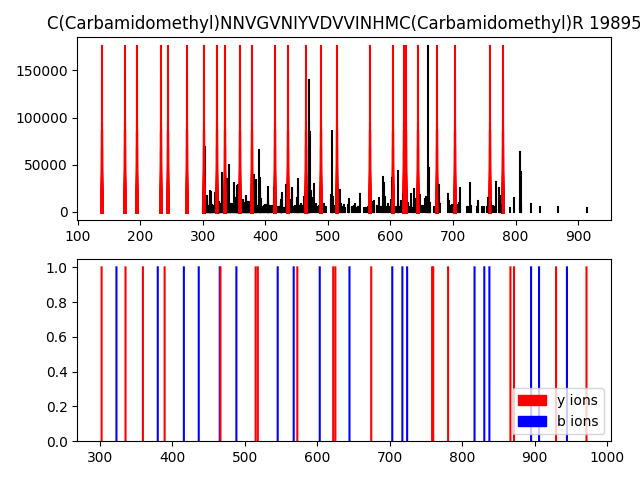 C(Carbamidomethyl)NNVGVNIYVDVVINHMC(Carbamidomethyl)R 19895
150000
100000
50000
0
100 200 300 400 500 600 700 800 900
1.0
0.8
0.6
0.4
0.2
0.0
y ions
b ions
300 400 500 600 700 800 900 1000